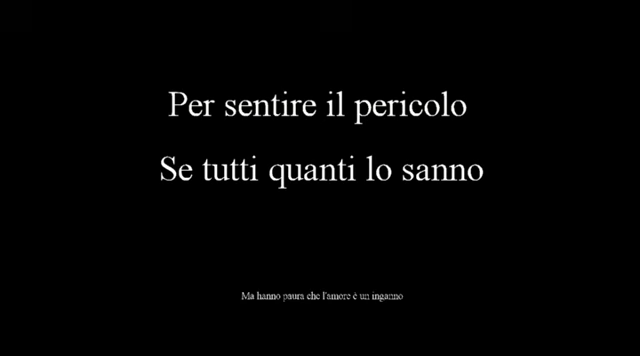 Per sentire il pericolo
Se tutti quanti lo sanno
Ma hanno paura che l'amore è un inganno